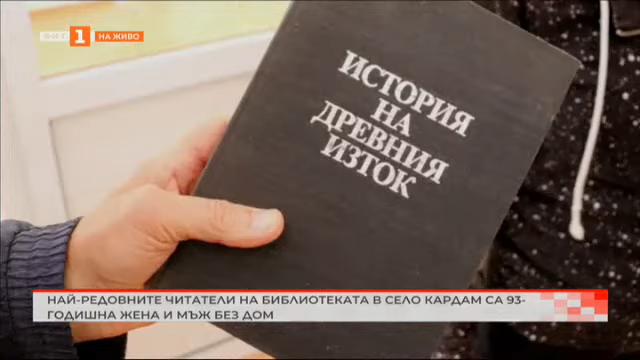 БНТ 1 НА ЖИВО
ИСТОРИЯ
НА
ДРЕВНИЯ
ИЗТОК
НАЙ-РЕДОВНИТЕ ЧИТАТЕЛИ НА БИБЛИОТЕКАТА В СЕЛО КАРДАМ СА 93-
ГОДИШНА ЖЕНА И МЪЖ БЕЗ ДОМ